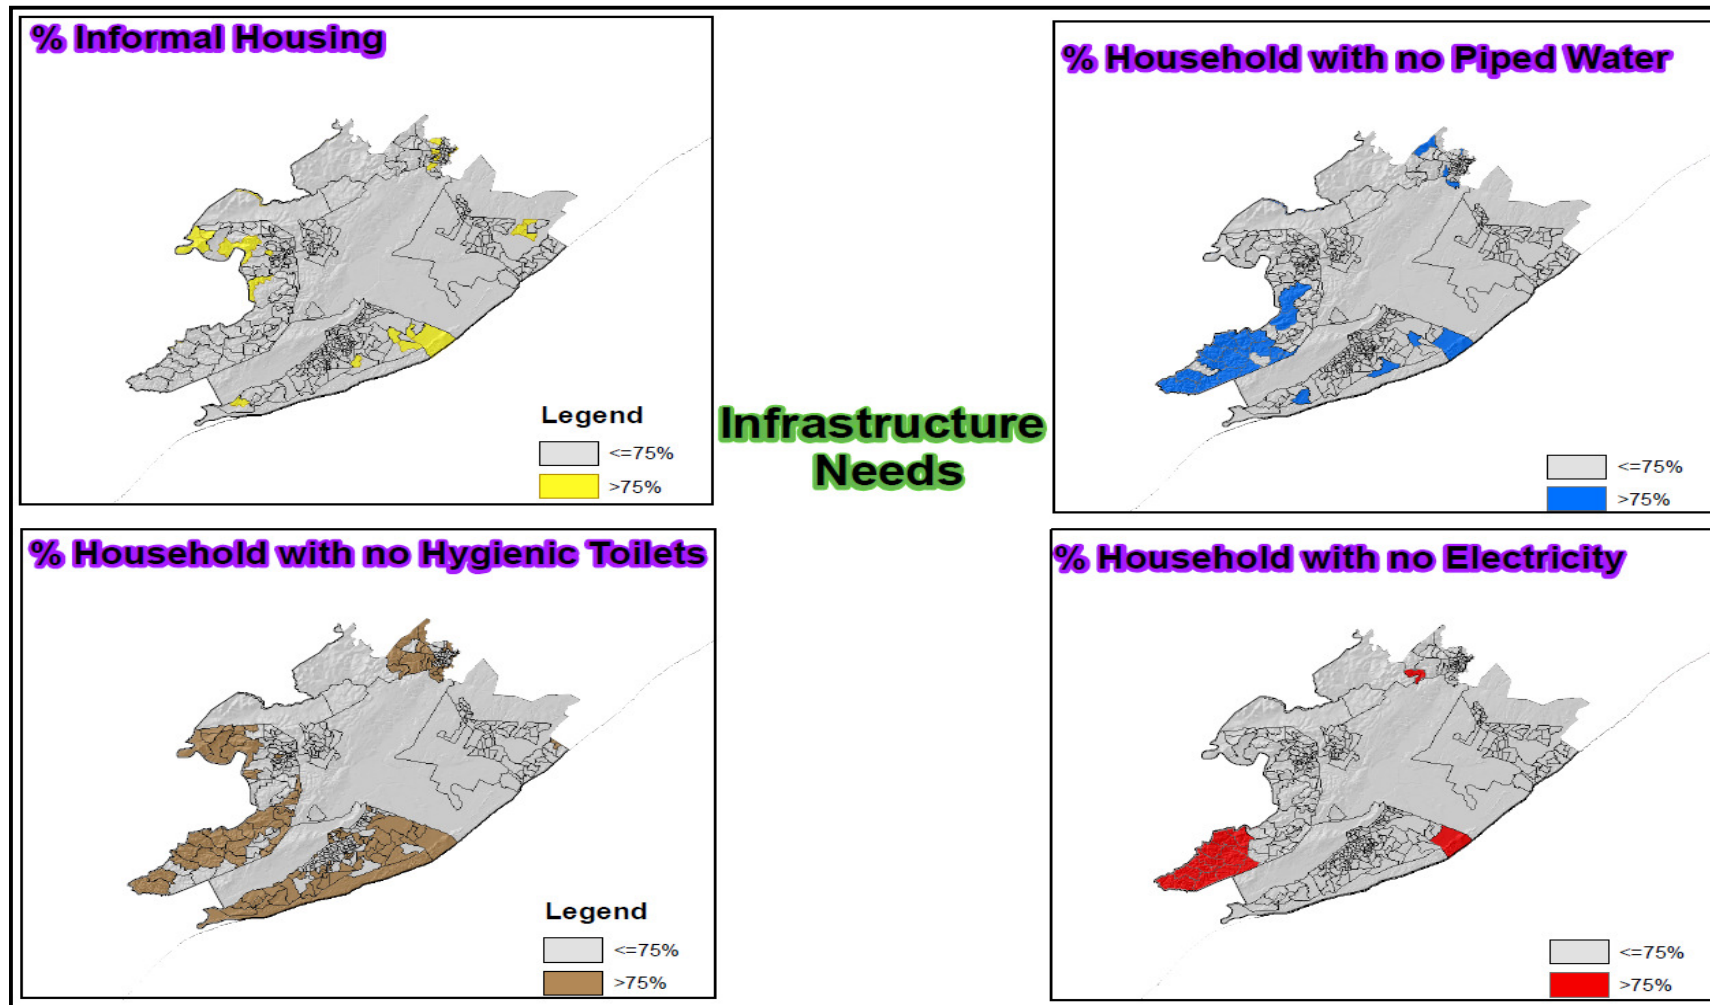 % Informal Housing
Legend
<=75%
>75%
% Household with no Piped Water
<=75%
>75%
Infrastructure
Needs
% Household with no Hygienic Toilets
Legend
<=75%
>75%
% Household with no Electricity
<=75%
>75%